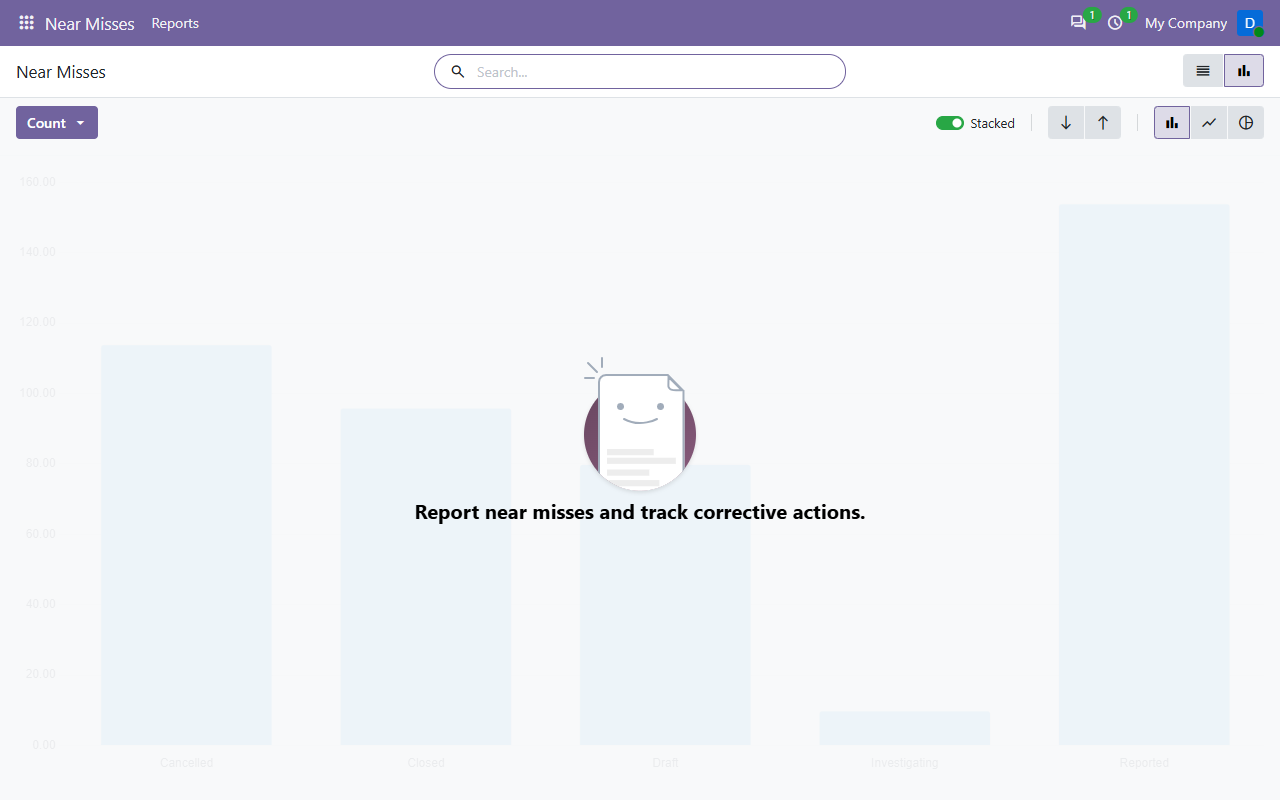 Near Misses
Reports
1
1
My Company
D
Near Misses
Search...
Count
Stacked
160.00
140.00
120.00
100.00
80.00
60.00
40.00
20.00
0.00
Report near misses and track corrective actions.
Cancelled
Closed
Draft
Investigating
Reported